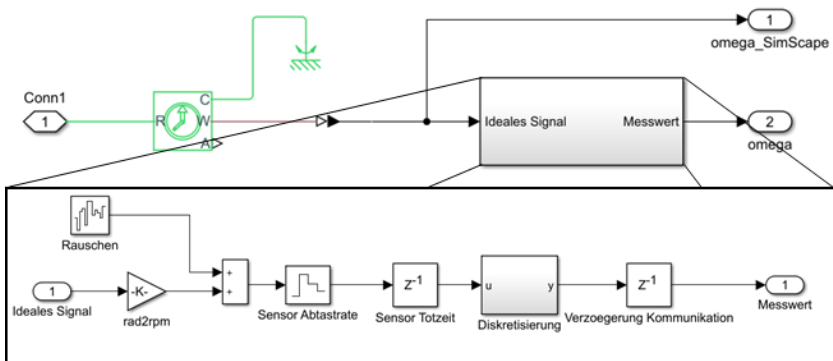 1
omega_SimScape
Conn1
1
R
C
W
A
Ideales Signal
Messwert
2
omega
Rauschen
1
Ideales Signal
-K-
rad2rpm
+
+
Sensor Abtastrate
Z-1
Sensor Totzeit
u
y
Diskretisierung
Z-1
Verzoegerung Kommunikation
1
Messwert